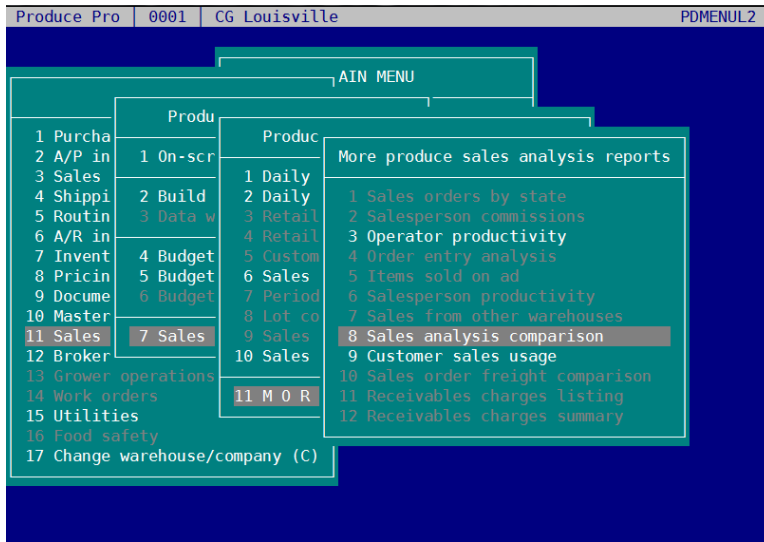 Produce Pro | 0001 | CG Louisville PDMENUL2
AIN MENU
1 Purcha
2 A/P in
3 Sales
4 Shippi
5 Routin
6 A/R in
7 Invent
8 Pricin
9 Docume
10 Master
11 Sales
12 Broker
13 Grower operations
14 Work orders
15 Utilities
16 Food safety
17 Change warehouse/company (C)
Produ
1 On-scr
2 Build
3 Data w
4 Budget
5 Budget
6 Budget
7 Sales
Produc
1 Daily
2 Daily
3 Retail
4 Retail
5 Custom
6 Sales
7 Period
8 Lot co
9 Sales
10 Sales
11 M O R
More produce sales analysis reports
1 Sales orders by state
2 Salesperson commissions
3 Operator productivity
4 Order entry analysis
5 Items sold on ad
6 Salesperson productivity
7 Sales from other warehouses
8 Sales analysis comparison
9 Customer sales usage
10 Sales order freight comparison
11 Receivables charges listing
12 Receivables charges summary